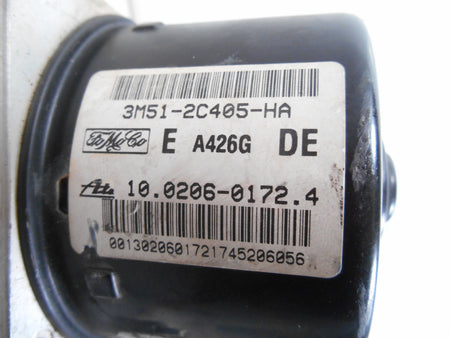 3M51-2C405-HA
FoMoCo E A426G DE
Ate 10.0206-0172.4
0013020601721745206056